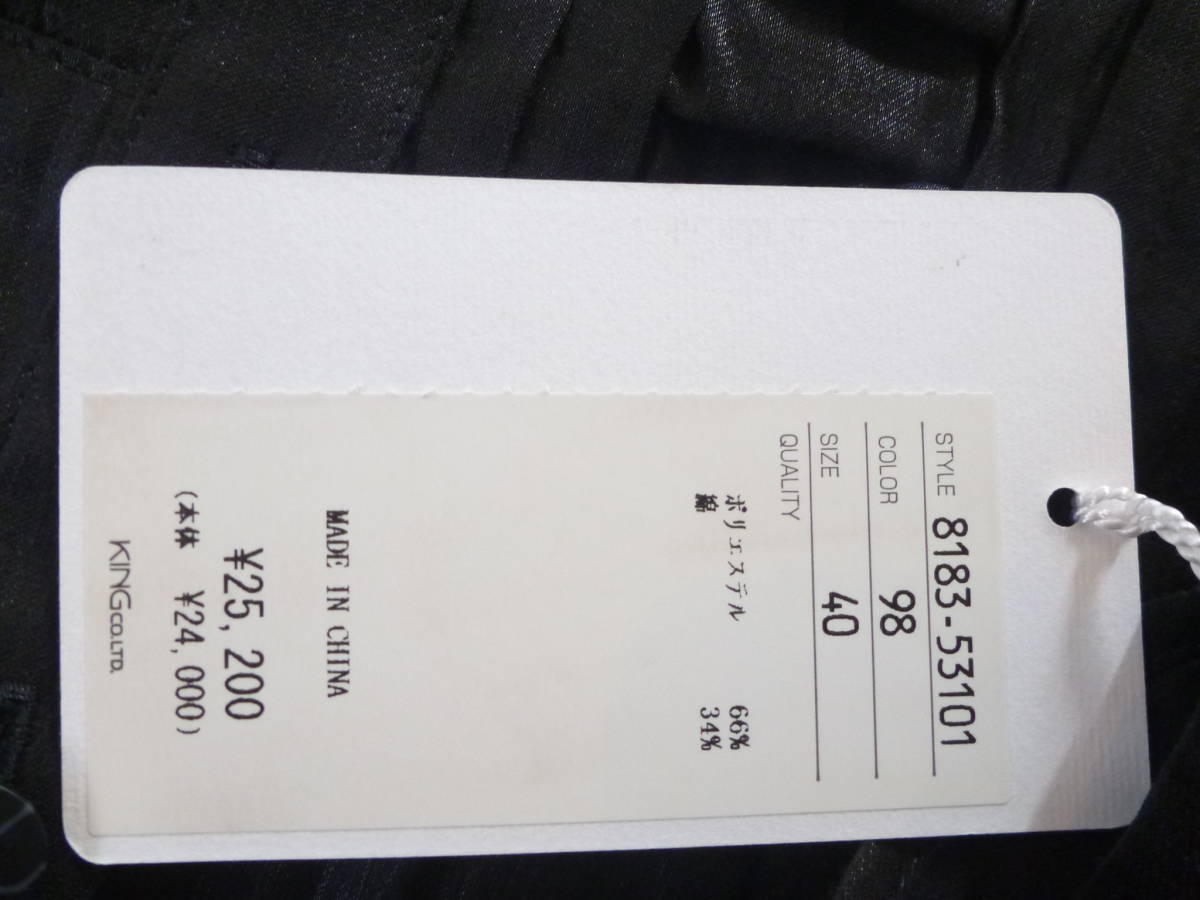 STYLE 8183-53101
COLOR 98
SIZE 40
QUALITY
ポリエステル 66%
綿 34%
MADE IN CHINA
¥25,200
(本体 ¥24,000)
KING CO.LTD.